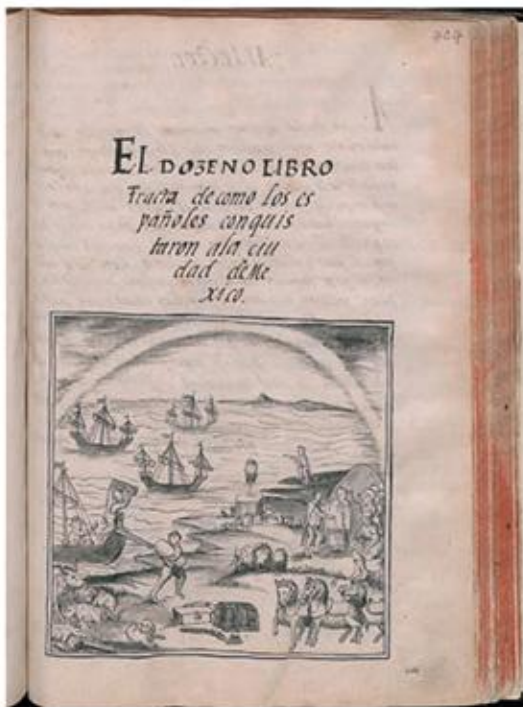 EL DOZENO LIBRO
Tracta de como los es
pañoles conquis
taron ala ciu
dad de Me
xico.